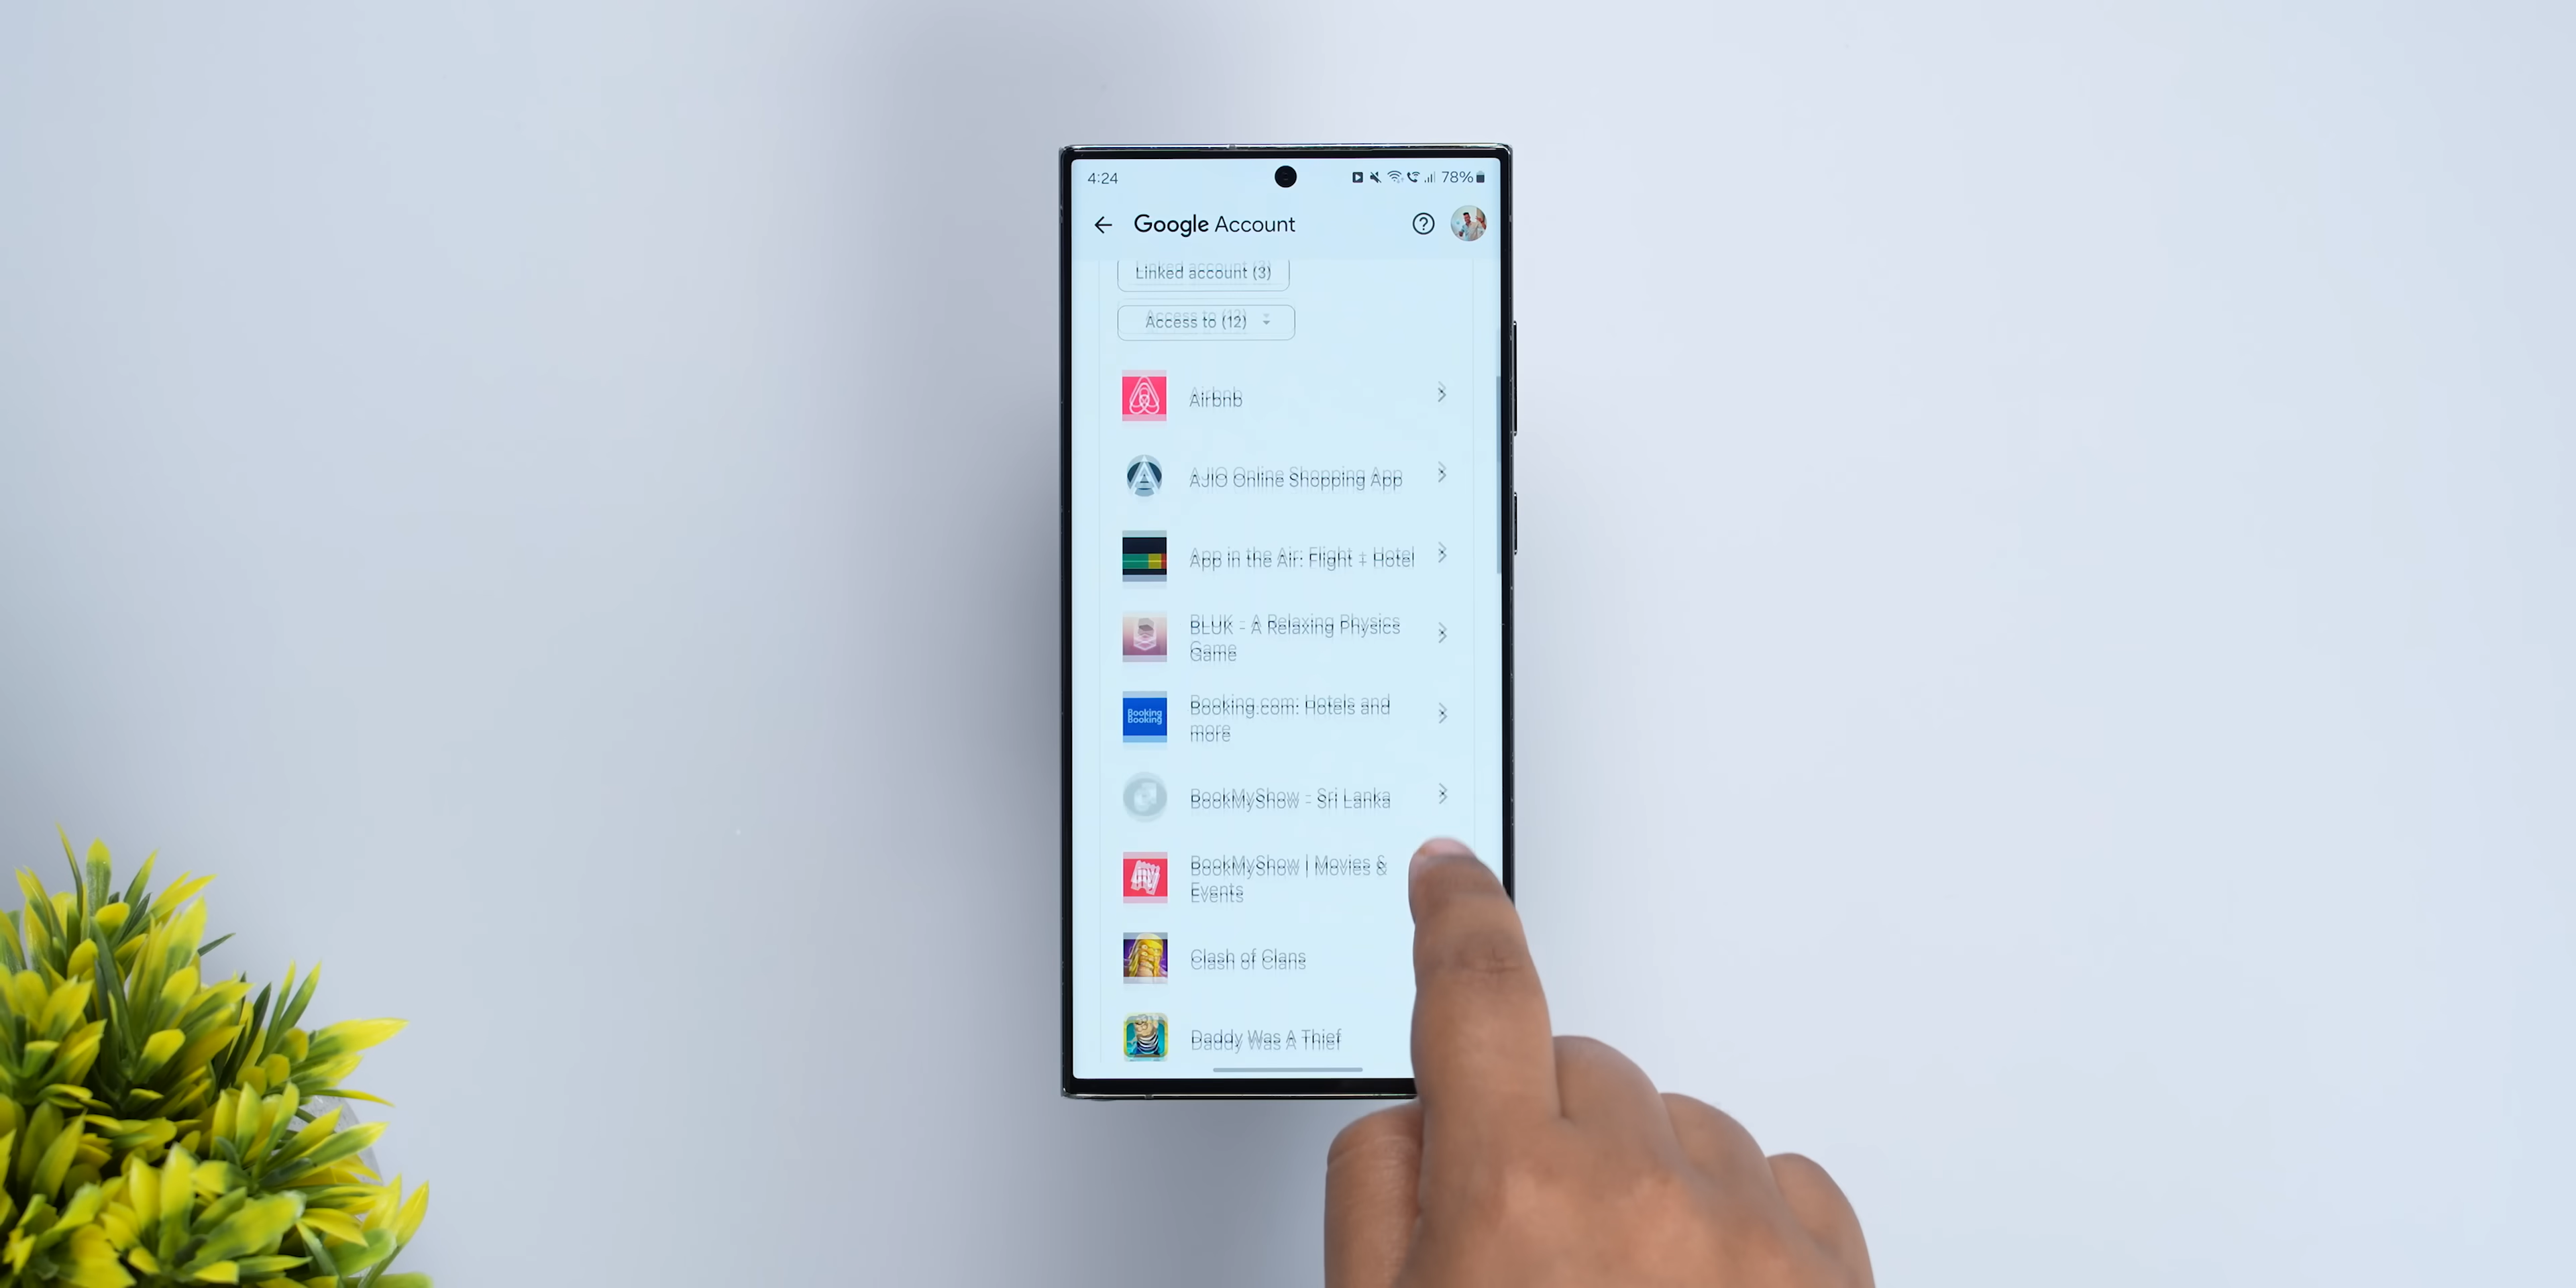 4:24
78%
Google Account
Linked account (3)
Access to (12)
Airbnb
AJIO Online Shopping App
App in the Air: Flight + Hotel
BLUK - A Relaxing Physics
Game
Booking
Booking.com: Hotels and
more
BookMyShow - Sri Lanka
my
BookMyShow | Movies &
Events
Clash of Clans
Daddy Was A Thief